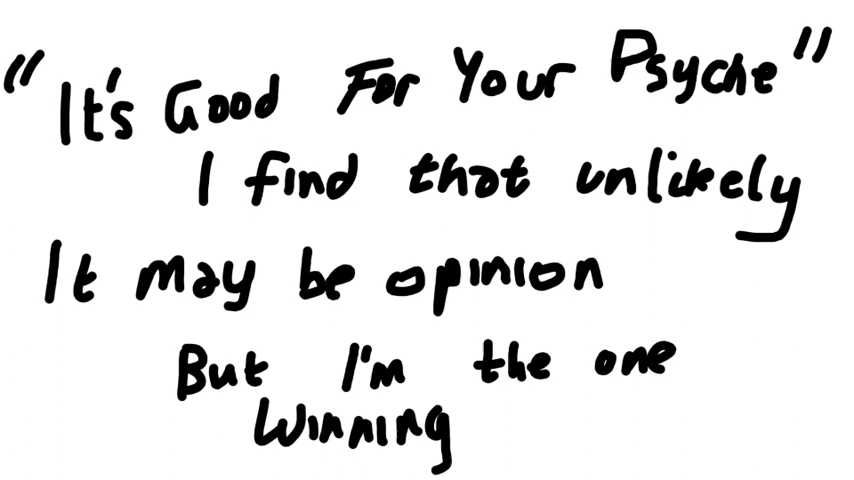 "It's Good For Your Psyche"
I find that unlikely
It may be opinion
But I'm the one
Winning